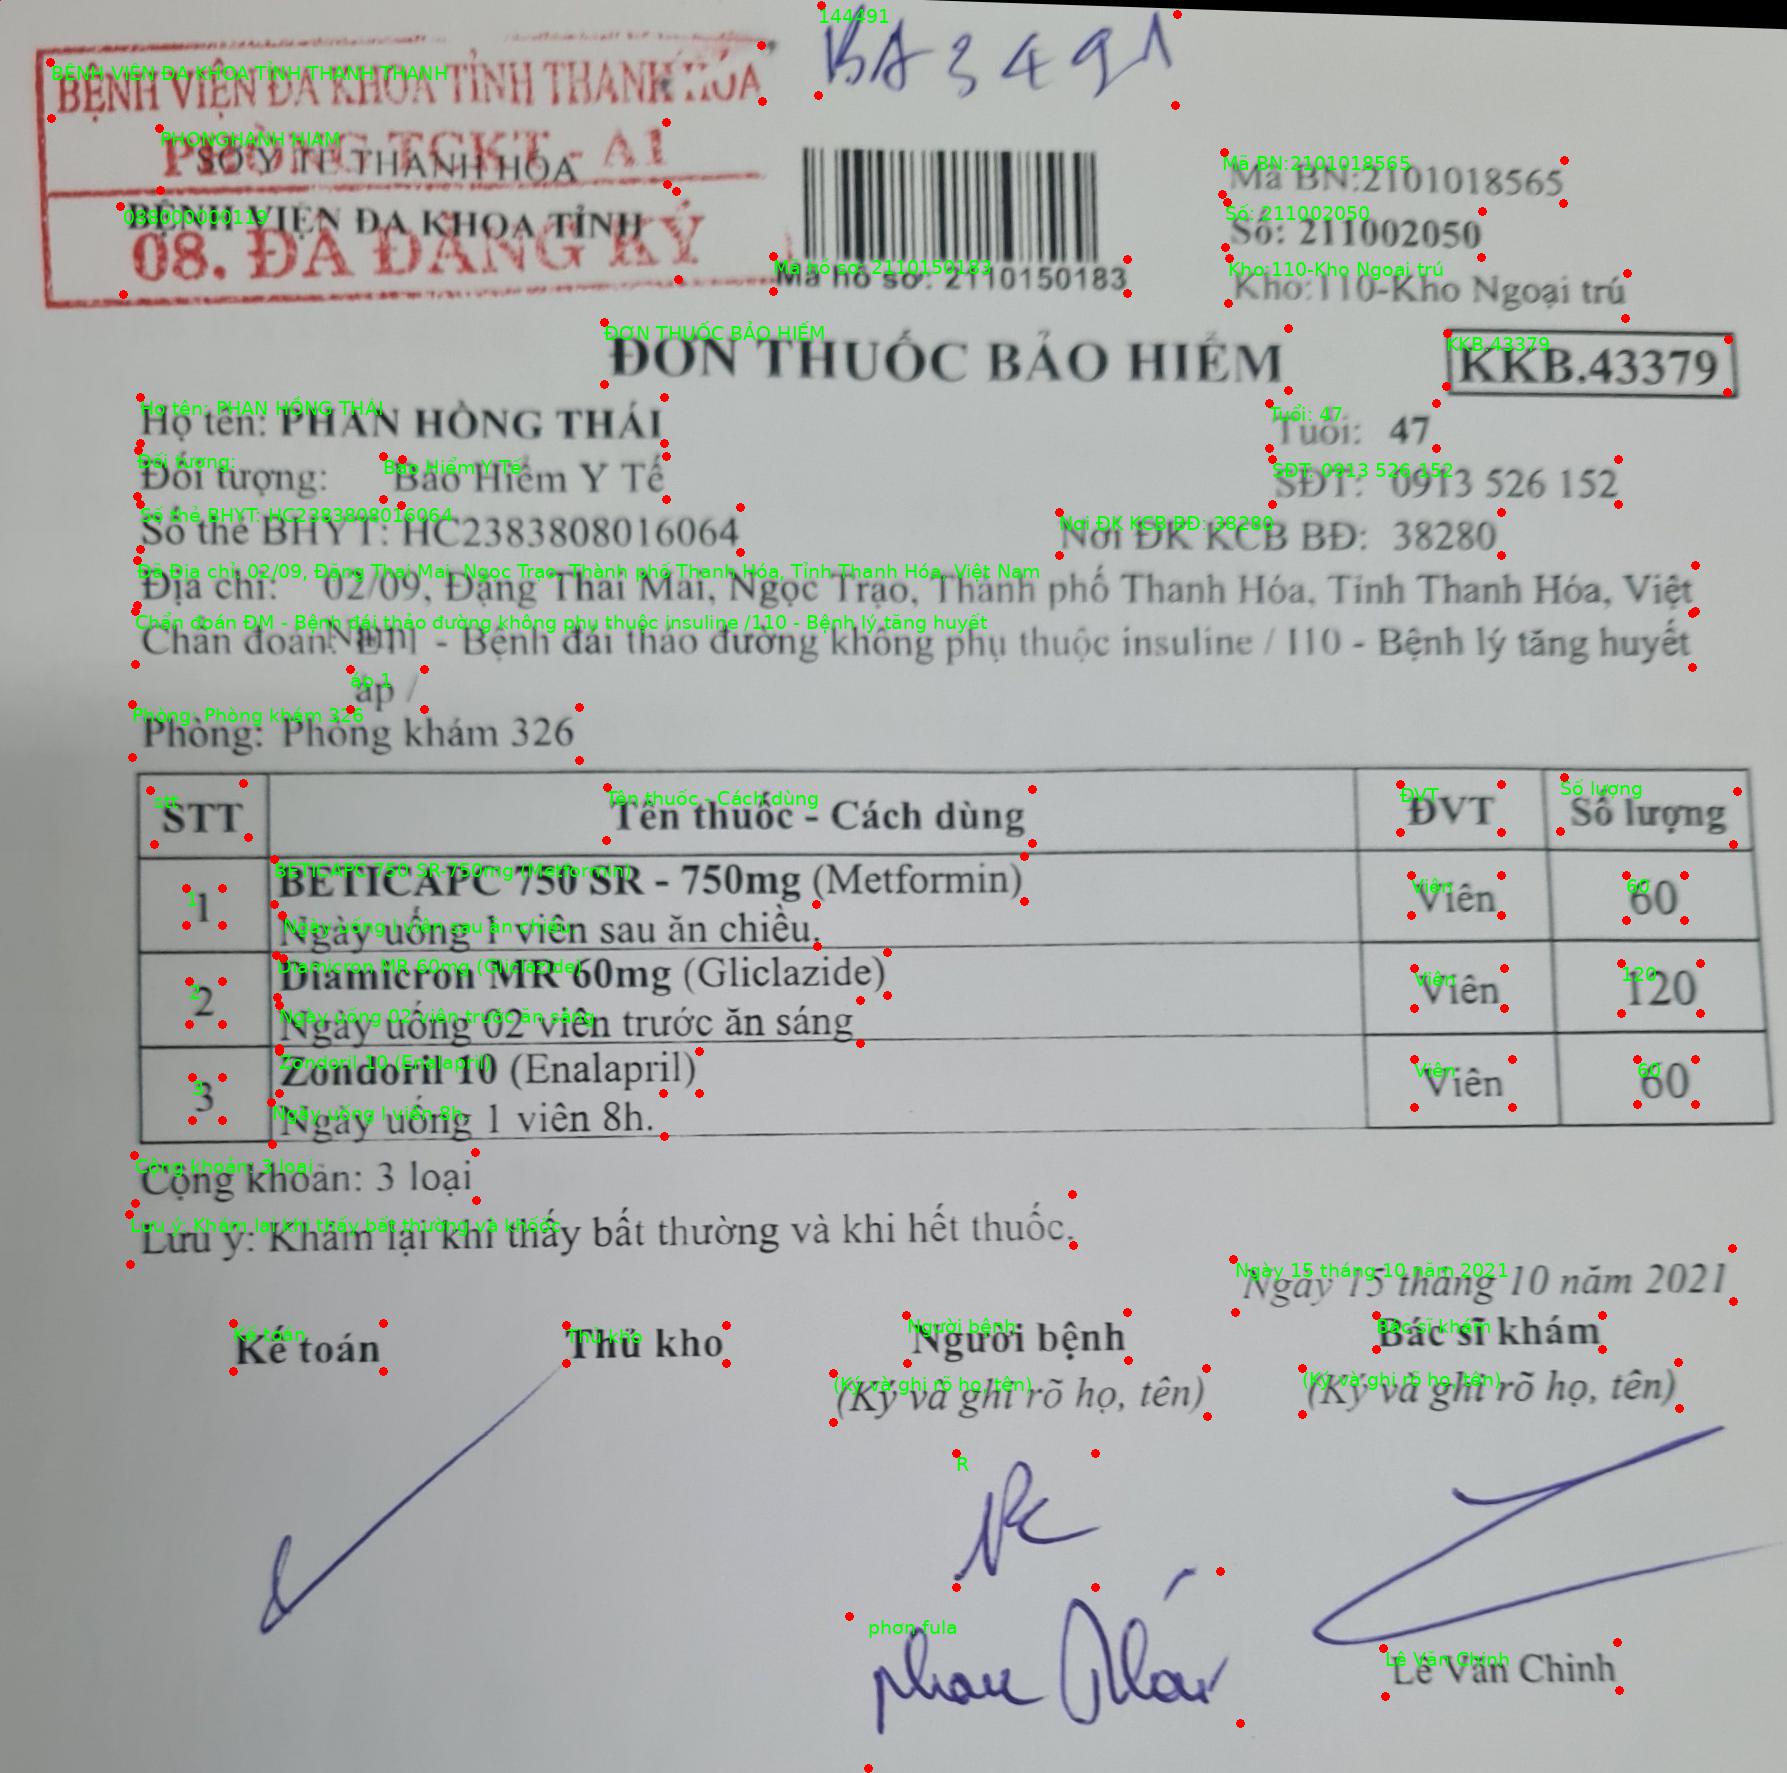 BA3491
BỆNH VIỆN ĐA KHOA TỈNH THANH HÓA
PHÒNG TCKT - A1
SỞ Y TẾ THANH HÓA
BỆNH VIỆN ĐA KHOA TỈNH
08. ĐÃ ĐĂNG KÝ
Mã hồ sơ: 2110150183
Mã BN:2101018565
Số: 211002050
Kho:110-Kho Ngoại trú
ĐƠN THUỐC BẢO HIỂM
KKB.43379
Họ tên: PHAN HỒNG THÁI Tuổi: 47
Đối tượng: Bảo Hiểm Y Tế SĐT: 0913 526 152
Số thẻ BHYT: HC2383808016064 Nơi ĐK KCB BĐ: 38280
Địa chỉ: 02/09, Đặng Thai Mai, Ngọc Trạo, Thành phố Thanh Hóa, Tỉnh Thanh Hóa, Việt
Nam
Chẩn đoán: - Bệnh đái tháo đường không phụ thuộc insuline / I10 - Bệnh lý tăng huyết
áp /
Phòng: Phòng khám 326
STT Tên thuốc - Cách dùng ĐVT Số lượng
1 BETICAPC 750 SR - 750mg (Metformin) Viên 60
Ngày uống 1 viên sau ăn chiều.
2 Diamicron MR 60mg (Gliclazide) Viên 120
Ngày uống 02 viên trước ăn sáng
3 Zondoril 10 (Enalapril) Viên 60
Ngày uống 1 viên 8h.
Cộng khoản: 3 loại
Lưu ý: Khám lại khi thấy bất thường và khi hết thuốc.
Ngày 15 tháng 10 năm 2021
Kế toán Thủ kho Người bệnh Bác sĩ khám
(Ký và ghi rõ họ, tên) (Ký và ghi rõ họ, tên)
phan Thái
Lê Văn Chinh